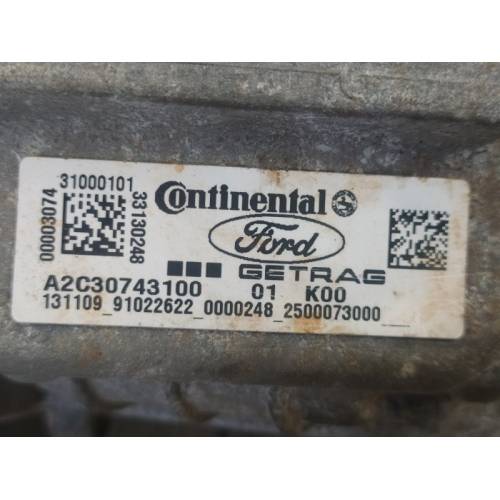 00003074
31000101
33130248
Continental
Ford
GETRAG
A2C30743100 01 K00
131109_91022622_0000248_2500073000